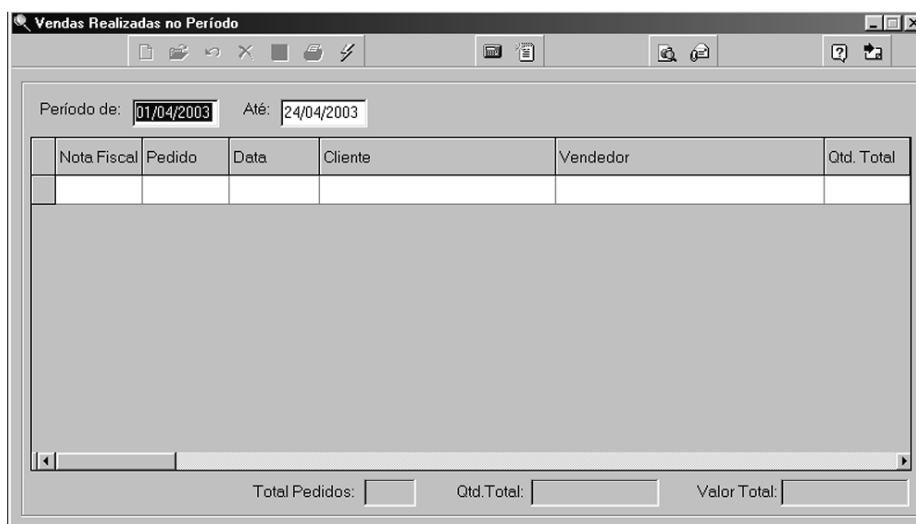 Vendas Realizadas no Período
Período de: 01/04/2003 Até: 24/04/2003
Nota Fiscal Pedido Data Cliente Vendedor Qtd. Total
Total Pedidos: Qtd.Total: Valor Total: